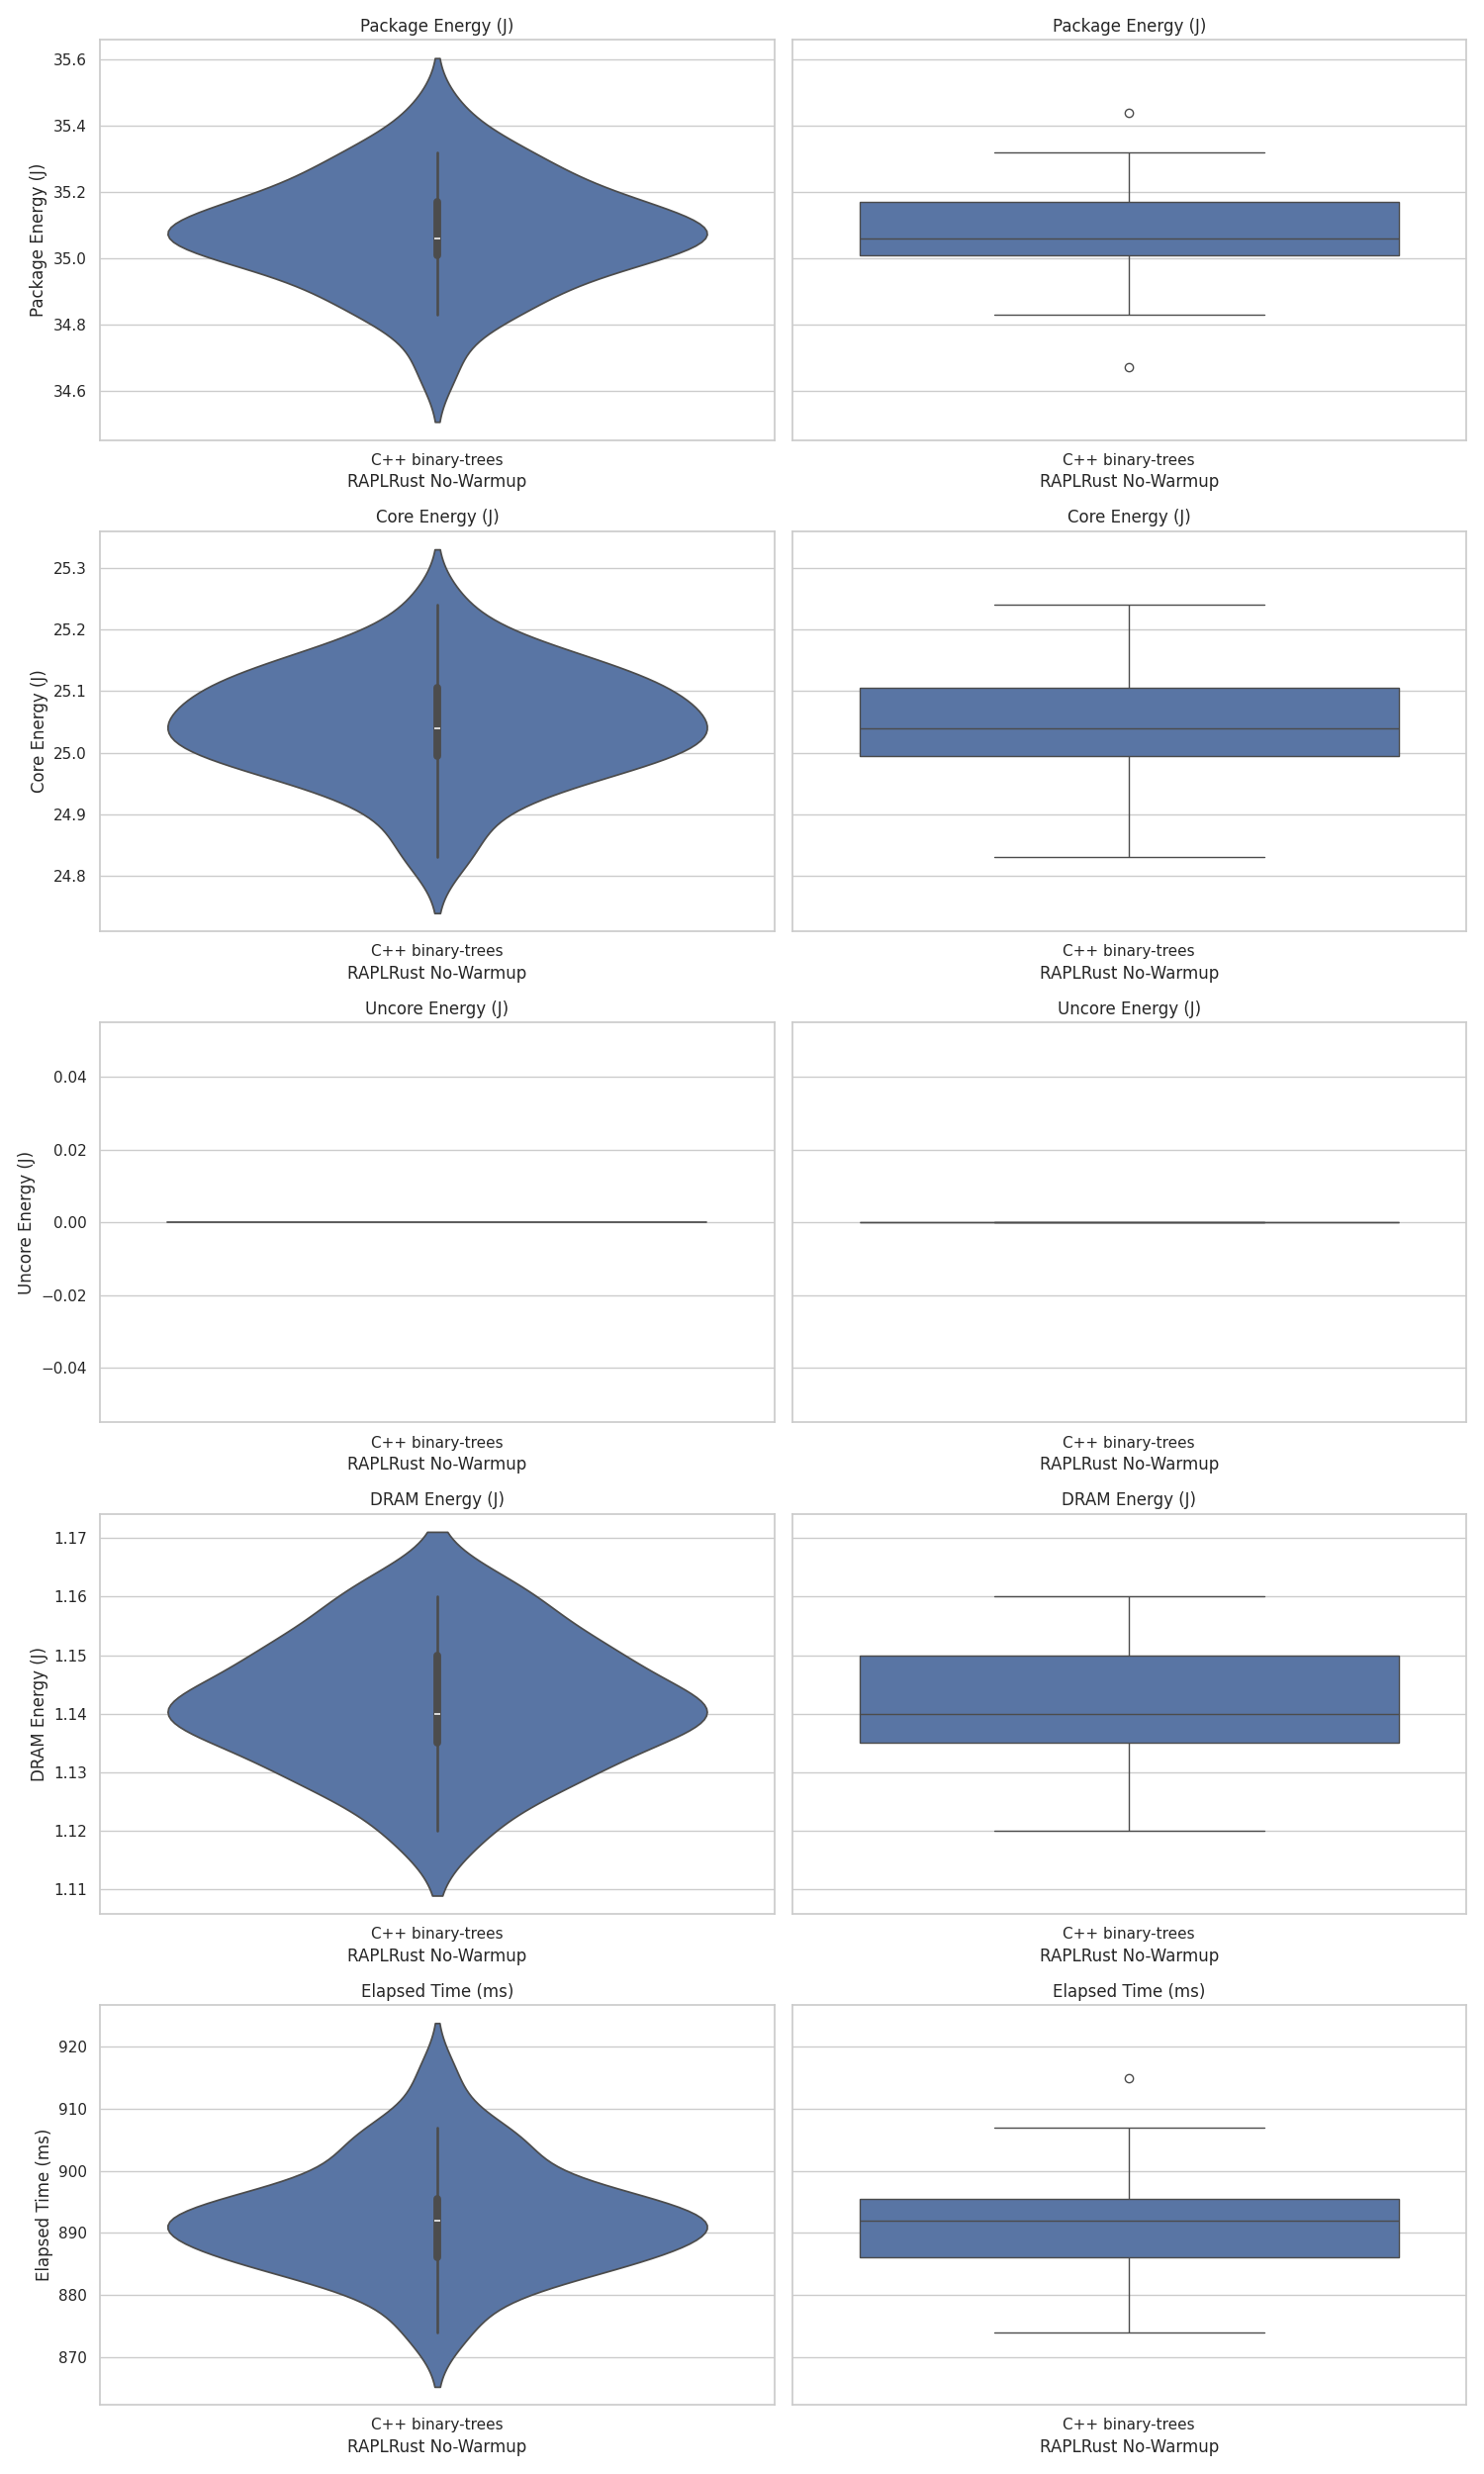 Package Energy (J)
Package Energy (J)
Package Energy (J)
35.6
35.4
35.2
35.0
34.8
34.6
C++ binary-trees
RAPLRust No-Warmup
C++ binary-trees
RAPLRust No-Warmup
Core Energy (J)
Core Energy (J)
Core Energy (J)
25.3
25.2
25.1
25.0
24.9
24.8
C++ binary-trees
RAPLRust No-Warmup
C++ binary-trees
RAPLRust No-Warmup
Uncore Energy (J)
Uncore Energy (J)
Uncore Energy (J)
0.04
0.02
0.00
−0.02
−0.04
C++ binary-trees
RAPLRust No-Warmup
C++ binary-trees
RAPLRust No-Warmup
DRAM Energy (J)
DRAM Energy (J)
DRAM Energy (J)
1.17
1.16
1.15
1.14
1.13
1.12
1.11
C++ binary-trees
RAPLRust No-Warmup
C++ binary-trees
RAPLRust No-Warmup
Elapsed Time (ms)
Elapsed Time (ms)
Elapsed Time (ms)
920
910
900
890
880
870
C++ binary-trees
RAPLRust No-Warmup
C++ binary-trees
RAPLRust No-Warmup